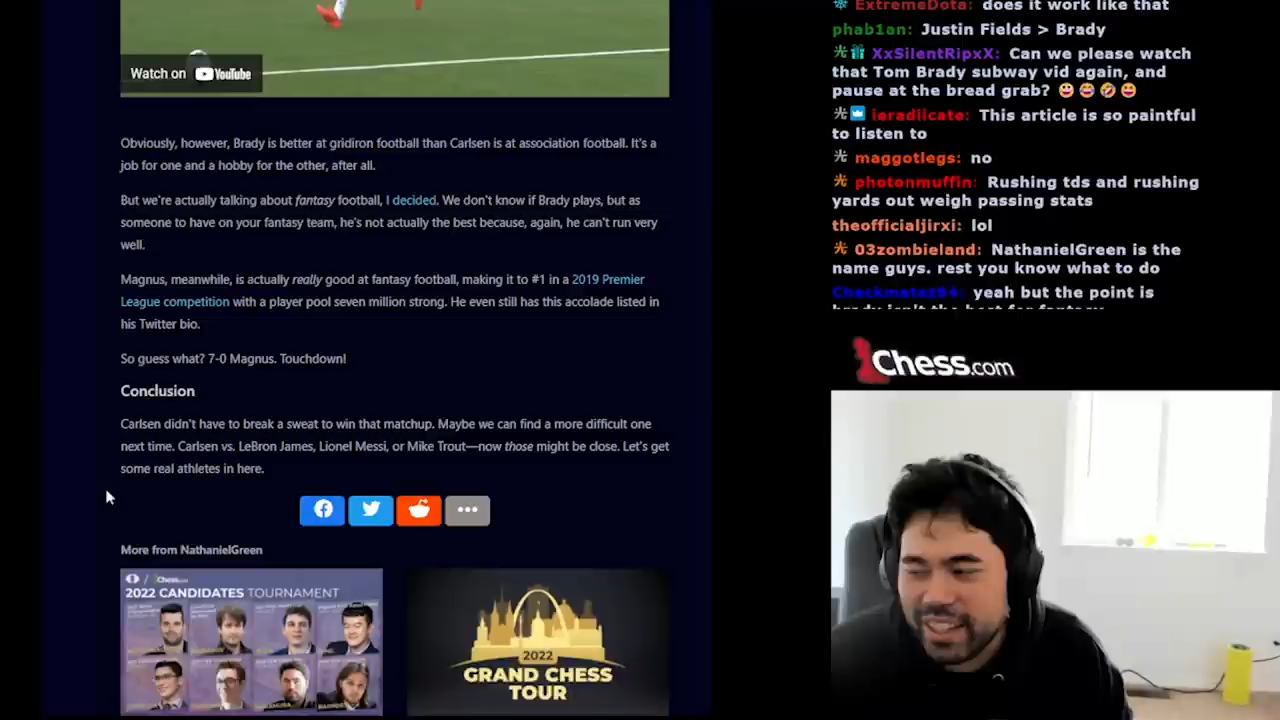 Watch on YouTube
Obviously, however, Brady is better at gridiron football than Carlsen is at association football. It's a
job for one and a hobby for the other, after all.
But we're actually talking about fantasy football, I decided. We don't know if Brady plays, but as
someone to have on your fantasy team, he's not actually the best because, again, he can't run very
well.
Magnus, meanwhile, is actually really good at fantasy football, making it to #1 in a 2019 Premier
League competition with a player pool seven million strong. He even still has this accolade listed in
his Twitter bio.
So guess what? 7-0 Magnus. Touchdown!
Conclusion
Carlsen didn't have to break a sweat to win that matchup. Maybe we can find a more difficult one
next time. Carlsen vs. LeBron James, Lionel Messi, or Mike Trout—now those might be close. Let's get
some real athletes in here.
More from NathanielGreen
Chess.com
2022 CANDIDATES TOURNAMENT
2022
GRAND CHESS
TOUR
ExtremeDota: does it work like that
phab1an: Justin Fields > Brady
XxSilentRipxX: Can we please watch
that Tom Brady subway vid again, and
pause at the bread grab? 😀😂🤣😆
ieradiicate: This article is so painful
to listen to
maggotlegs: no
photonmuffin: Rushing tds and rushing
yards out weigh passing stats
theofficialjirxi: lol
03zombieland: NathanielGreen is the
name guys. rest you know what to do
yeah but the point is
Chess.com